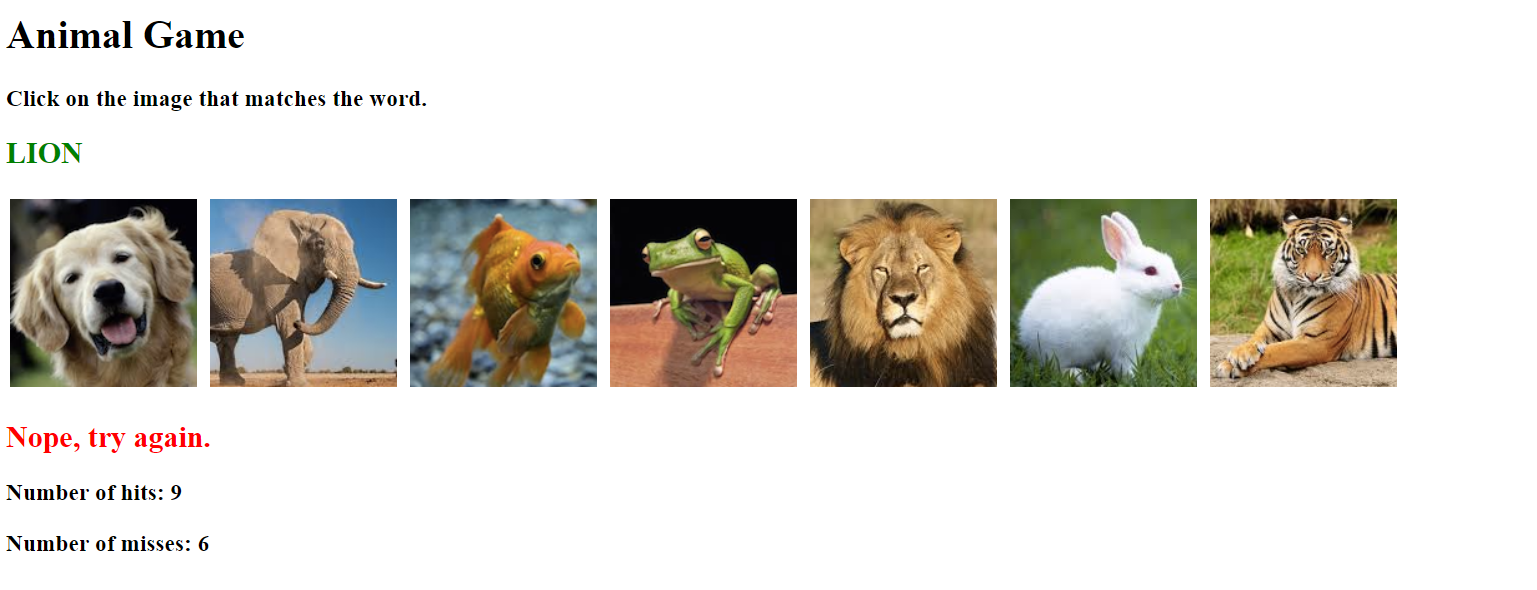 Animal Game
Click on the image that matches the word.
LION
Nope, try again.
Number of hits: 9
Number of misses: 6